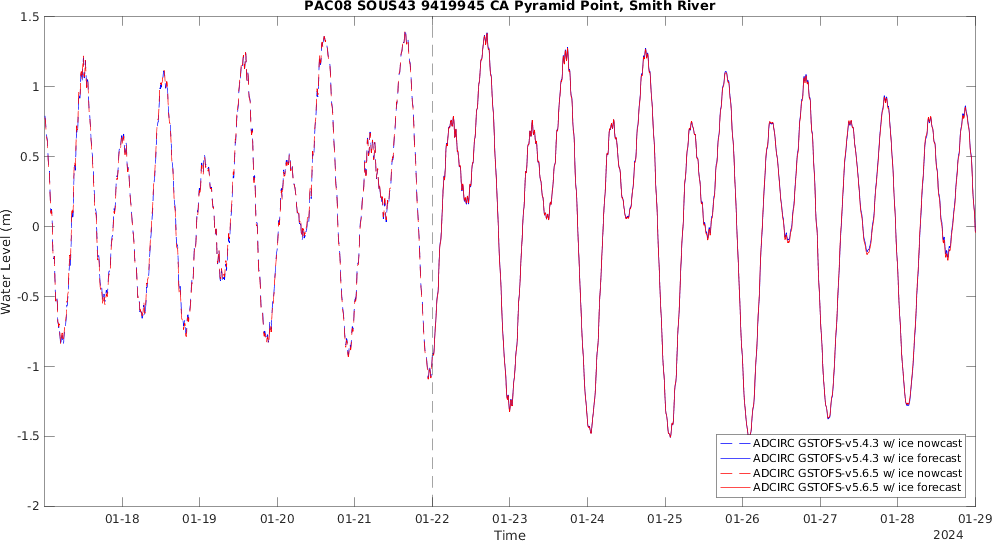 PAC08 SOUS43 9419945 CA Pyramid Point, Smith River
1.5
1
0.5
0
-0.5
-1
-1.5
-2
Water Level (m)
ADCIRC GSTOFS-v5.4.3 w/ ice nowcast
ADCIRC GSTOFS-v5.4.3 w/ ice forecast
ADCIRC GSTOFS-v5.6.5 w/ ice nowcast
ADCIRC GSTOFS-v5.6.5 w/ ice forecast
01-18 01-19 01-20 01-21 01-22 01-23 01-24 01-25 01-26 01-27 01-28 01-29
Time
2024